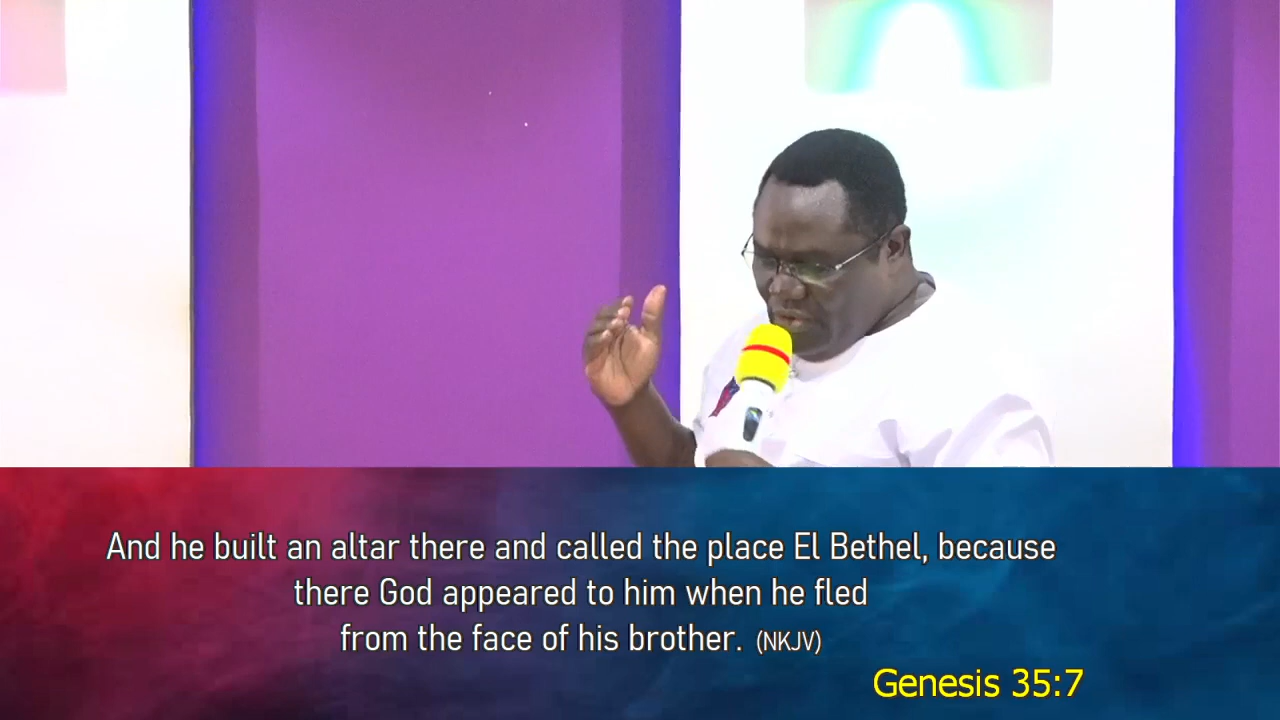 And he built an altar there and called the place El Bethel, because
there God appeared to him when he fled
from the face of his brother. (NKJV)
Genesis 35:7